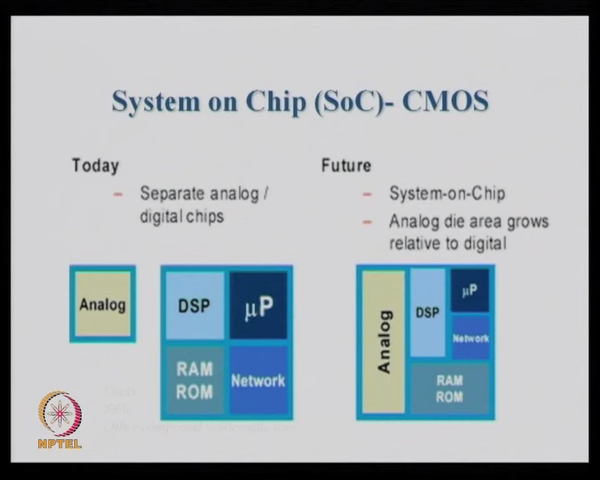 System on Chip (SoC)- CMOS
Today
– Separate analog /
digital chips
Future
– System-on-Chip
– Analog die area grows
relative to digital
Analog
DSP
μP
RAM
ROM
Network
Analog
DSP
μP
Network
RAM
ROM
NPTEL